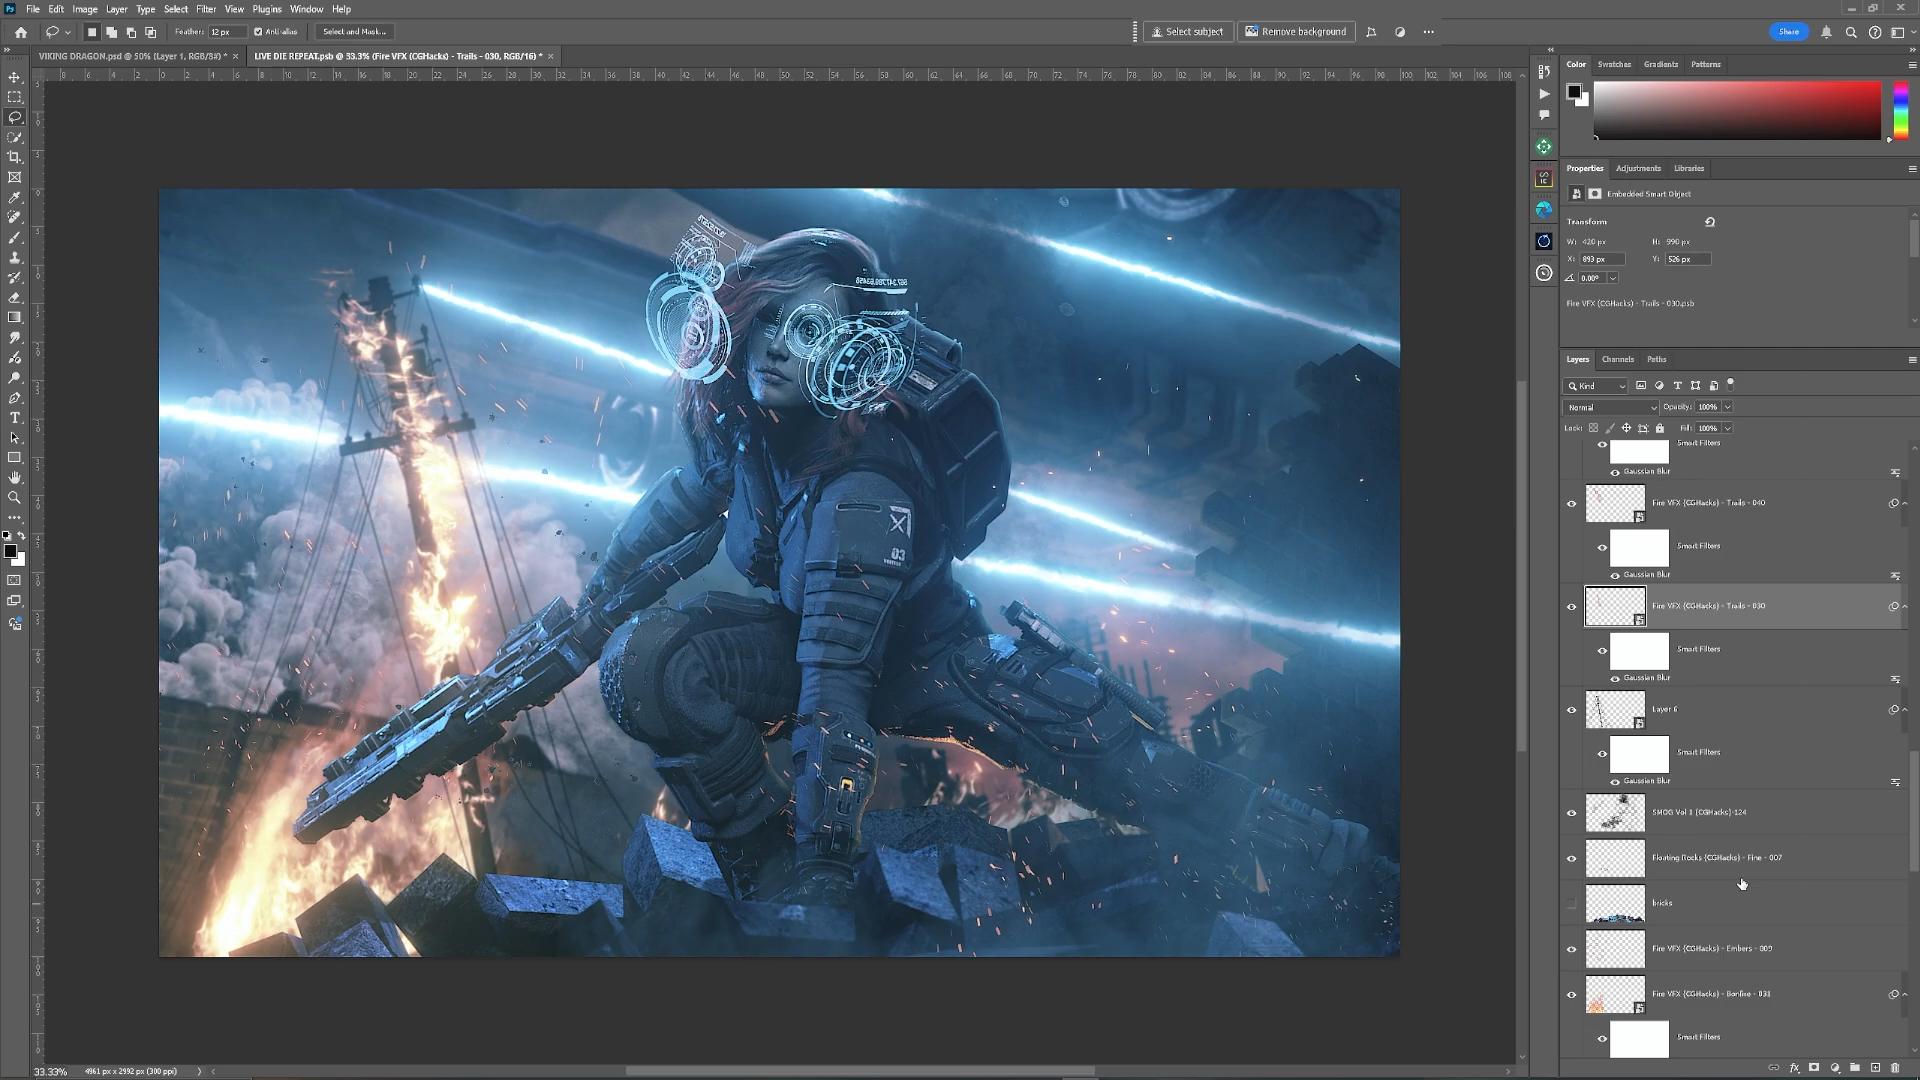 File Edit Image Layer Type Select Filter View Plugins Window Help
Feather: 12 px Anti-alias Select and Mask...
Select subject Remove background
Share
VIKING DRAGON.psd @ 50% (Layer 1, RGB/8#) * ×
LIVE DIE REPEAT.psb @ 33.3% (Fire VFX (CGHacks) - Trails - 030, RGB/16) * ×
Color Swatches Gradients Patterns
Properties Adjustments Libraries
Embedded Smart Object
Transform
W: 420 px H: 990 px
X: 893 px Y: 526 px
0.00°
Fire VFX (CGHacks) - Trails - 030.psb
Layers Channels Paths
Kind
Normal Opacity: 100%
Lock: Fill: 100%
Smart Filters
Gaussian Blur
Fire VFX (CGHacks) - Trails - 040
Smart Filters
Gaussian Blur
Fire VFX (CGHacks) - Trails - 030
Smart Filters
Gaussian Blur
Layer 6
Smart Filters
Gaussian Blur
SMOG Vol 1 (CGHacks)-124
Floating Rocks (CGHacks) - Fine - 007
bricks
Fire VFX (CGHacks) - Embers - 009
Fire VFX (CGHacks) - Bonfire - 031
Smart Filters
X
03
33.33% 4961 px x 2992 px (300 ppi)